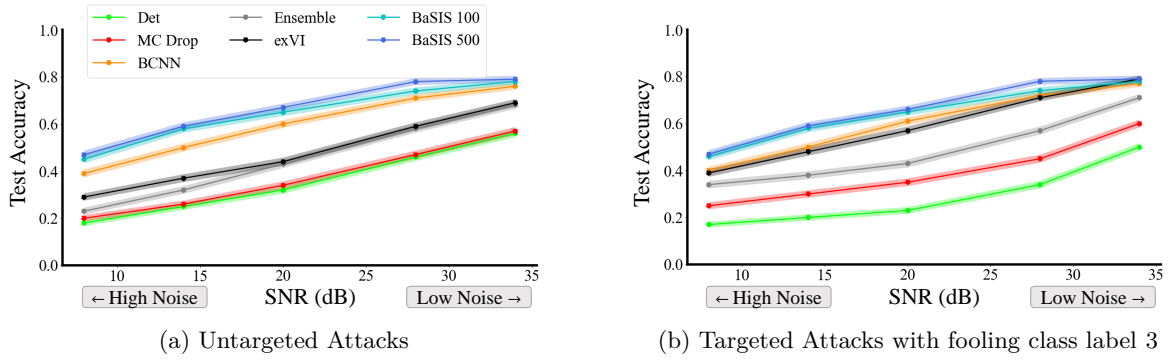 Det
MC Drop
BCNN
Ensemble
exVI
BaSIS 100
BaSIS 500
Test Accuracy
1.0
0.8
0.6
0.4
0.2
0.0
10 15 20 25 30 35
← High Noise SNR (dB) Low Noise →
(a) Untargeted Attacks
Test Accuracy
1.0
0.8
0.6
0.4
0.2
0.0
10 15 20 25 30 35
← High Noise SNR (dB) Low Noise →
(b) Targeted Attacks with fooling class label 3